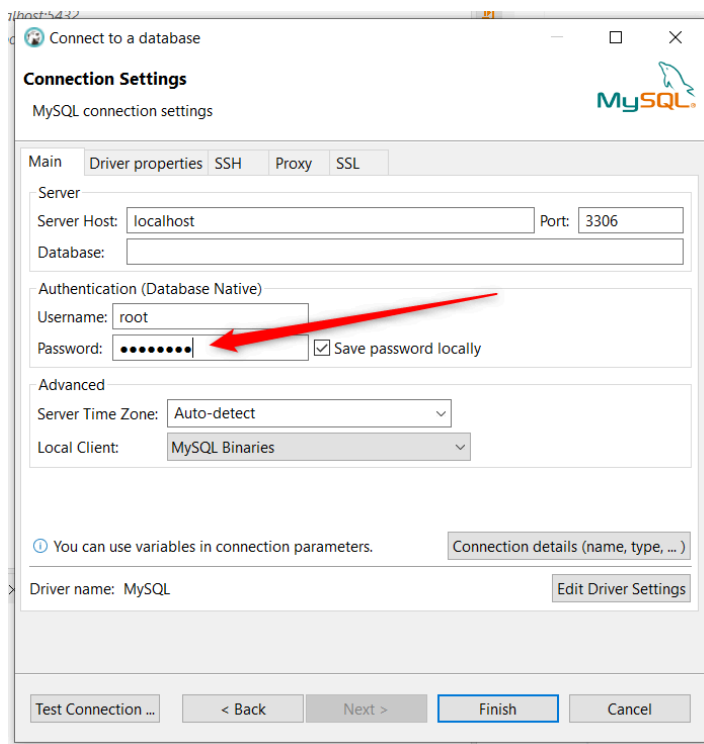 alhost:5432
Connect to a database
Connection Settings
MySQL connection settings
MySQL
Main Driver properties SSH Proxy SSL
Server
Server Host: localhost Port: 3306
Database:
Authentication (Database Native)
Username: root
Password: ●●●●●●●● Save password locally
Advanced
Server Time Zone: Auto-detect
Local Client: MySQL Binaries
You can use variables in connection parameters. Connection details (name, type, ... )
Driver name: MySQL Edit Driver Settings
Test Connection ... < Back Next > Finish Cancel